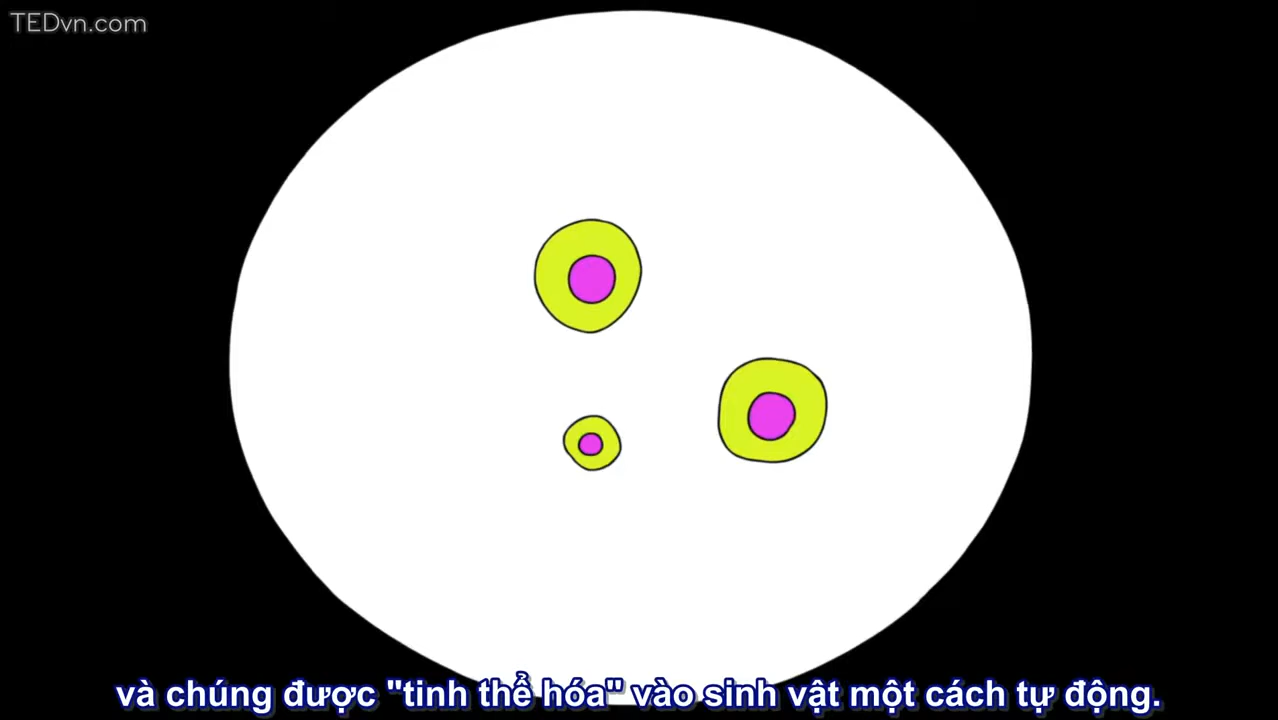 TEDvn.com
và chúng được "tinh thể hóa" vào sinh vật một cách tự động.